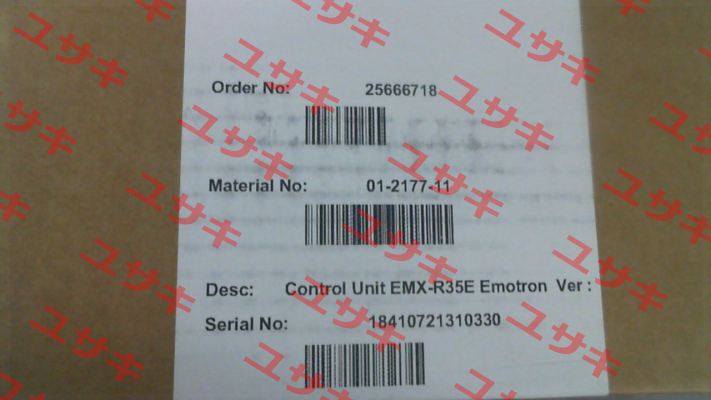 Order No: 25666718
Material No: 01-2177-11
Desc: Control Unit EMX-R35E Emotron Ver :
Serial No: 18410721310330
ユサキ